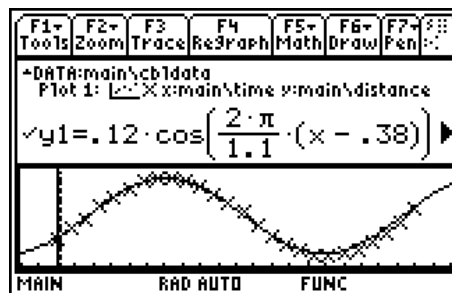 F1▾ F2▾ F3 F4 F5▾ F6▾ F7▾
Tools Zoom Trace ReGraph Math Draw Pen
▴DATA:main\cbldata
Plot 1: x:main\time y:main\distance
✓y1=.12·cos(2·π/1.1·(x-.38))▶
MAIN RAD AUTO FUNC